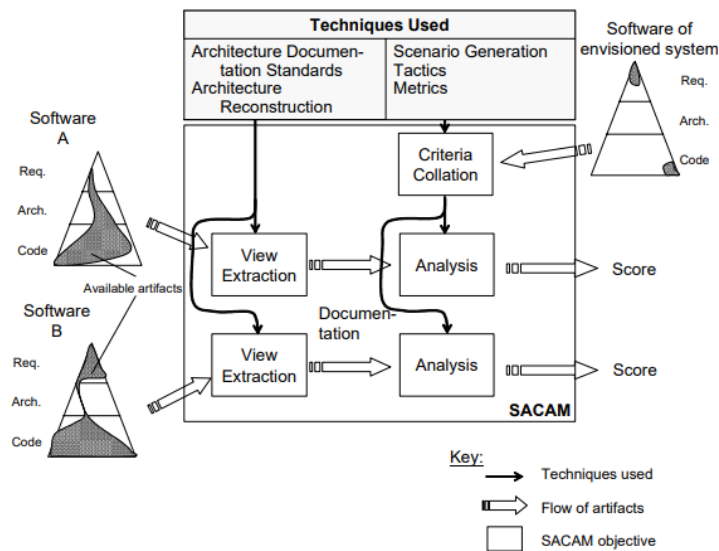 Techniques Used
Architecture Documen-
tation Standards
Architecture
Reconstruction
Scenario Generation
Tactics
Metrics
Software of
envisioned system
Req.
Arch.
Code
Software
A
Req.
Arch.
Code
Available artifacts
Software
B
Req.
Arch.
Code
Criteria
Collation
View
Extraction
Analysis
Score
Documen-
tation
View
Extraction
Analysis
Score
SACAM
Key:
Techniques used
Flow of artifacts
SACAM objective